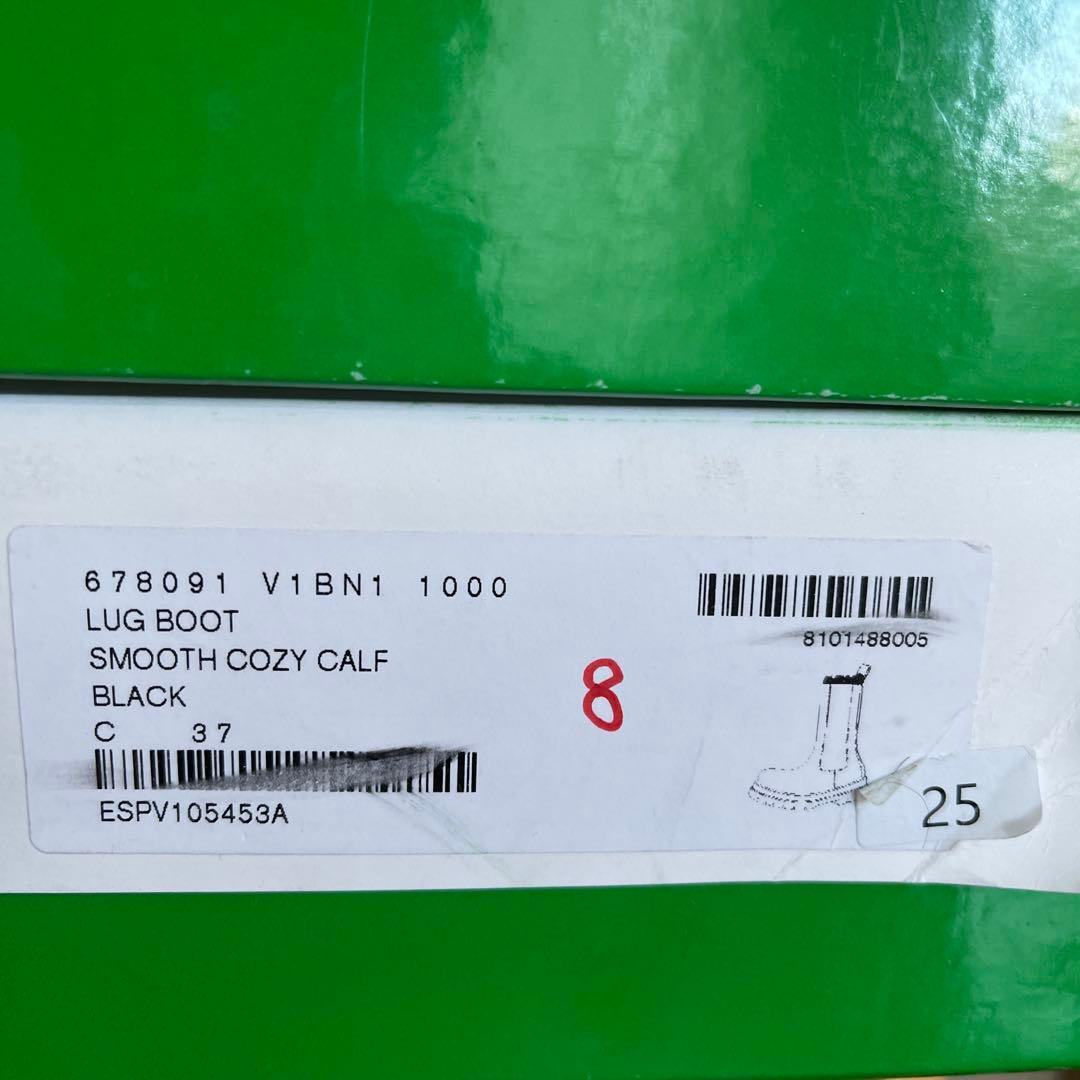 678091 V1BN1 1000
LUG BOOT
SMOOTH COZY CALF
BLACK
C 37
ESPV105453A
8
8101488005
25